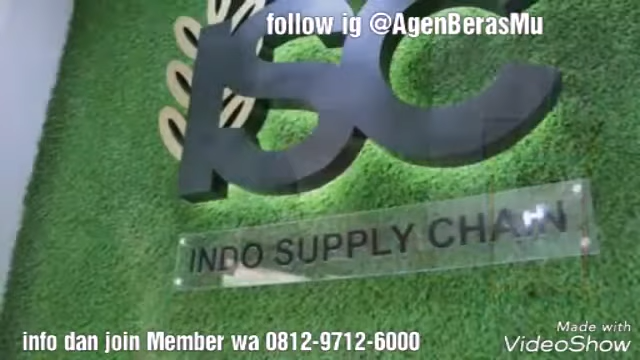 follow ig @AgenBerasMu
ISC
INDO SUPPLY CHAIN
info dan join Member wa 0812-9712-6000
Made with
VideoShow